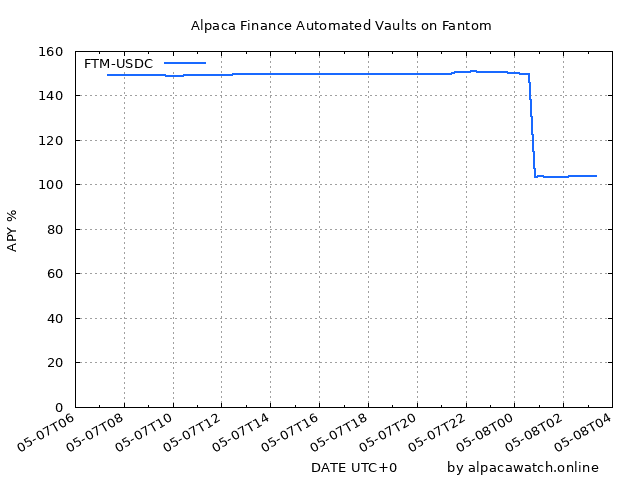 Alpaca Finance Automated Vaults on Fantom
FTM-USDC
APY %
160
140
120
100
80
60
40
20
0
05-07T06
05-07T08
05-07T10
05-07T12
05-07T14
05-07T16
05-07T18
05-07T20
05-07T22
05-08T00
05-08T02
05-08T04
DATE UTC+0
by alpacawatch.online